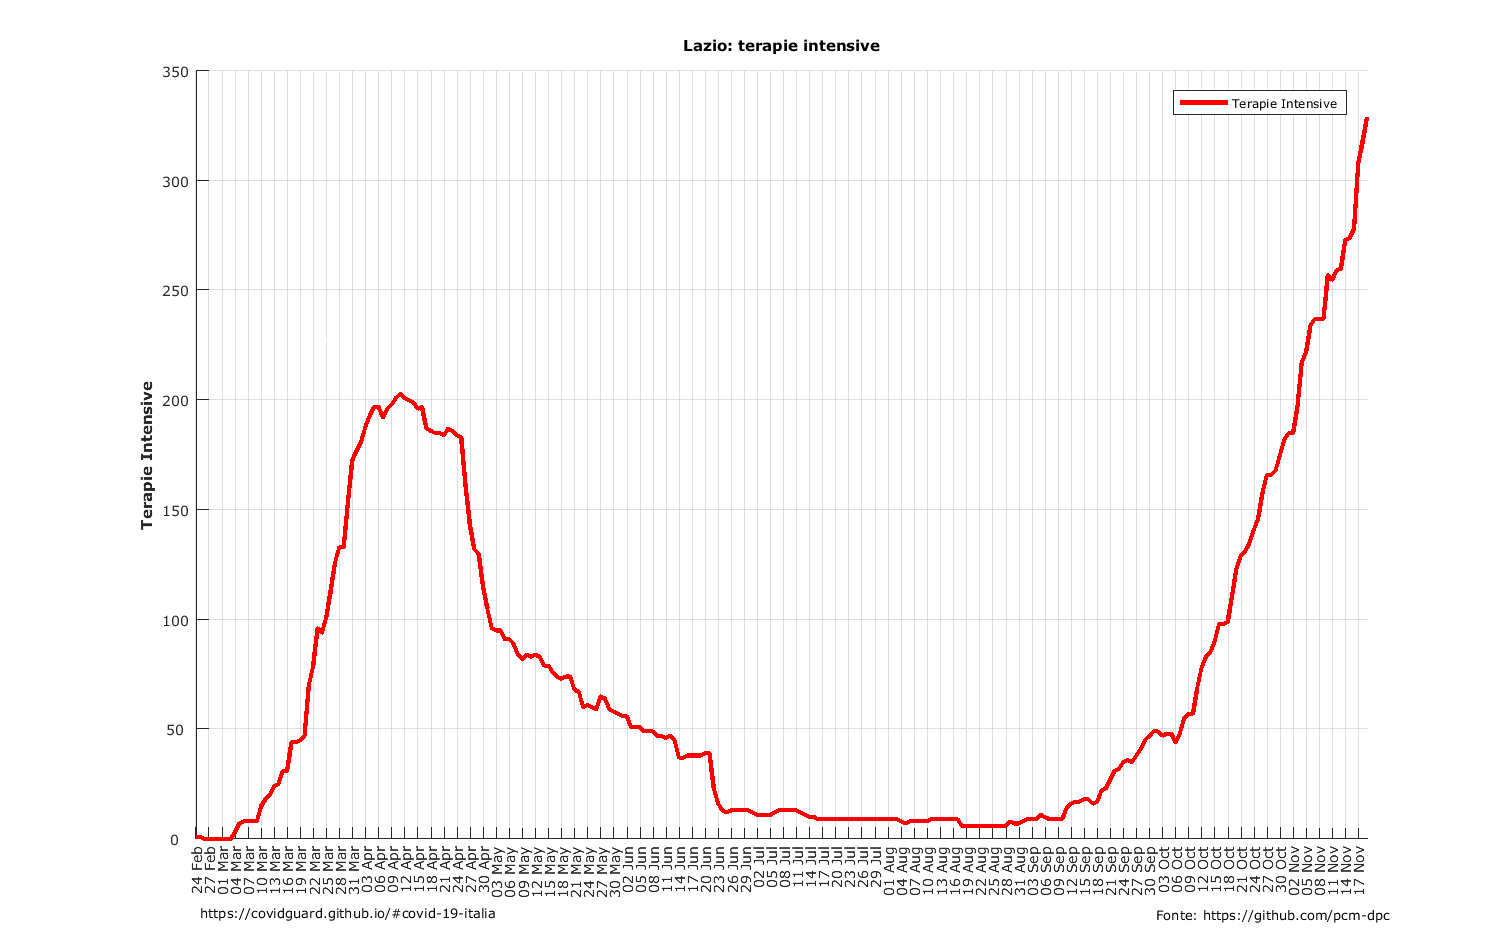 Lazio: terapie intensive
Terapie Intensive
350
300
250
200
150
100
50
0
Terapie Intensive
24 Feb
27 Feb
01 Mar
04 Mar
07 Mar
10 Mar
13 Mar
16 Mar
19 Mar
22 Mar
25 Mar
28 Mar
31 Mar
03 Apr
06 Apr
09 Apr
12 Apr
15 Apr
18 Apr
21 Apr
24 Apr
27 Apr
30 Apr
03 May
06 May
09 May
12 May
15 May
18 May
21 May
24 May
27 May
30 May
02 Jun
05 Jun
08 Jun
11 Jun
14 Jun
17 Jun
20 Jun
23 Jun
26 Jun
29 Jun
02 Jul
05 Jul
08 Jul
11 Jul
14 Jul
17 Jul
20 Jul
23 Jul
26 Jul
29 Jul
01 Aug
04 Aug
07 Aug
10 Aug
13 Aug
16 Aug
19 Aug
22 Aug
25 Aug
28 Aug
31 Aug
03 Sep
06 Sep
09 Sep
12 Sep
15 Sep
18 Sep
21 Sep
24 Sep
27 Sep
30 Sep
03 Oct
06 Oct
09 Oct
12 Oct
15 Oct
18 Oct
21 Oct
24 Oct
27 Oct
30 Oct
02 Nov
05 Nov
08 Nov
11 Nov
14 Nov
17 Nov
https://covidguard.github.io/#covid-19-italia
Fonte: https://github.com/pcm-dpc